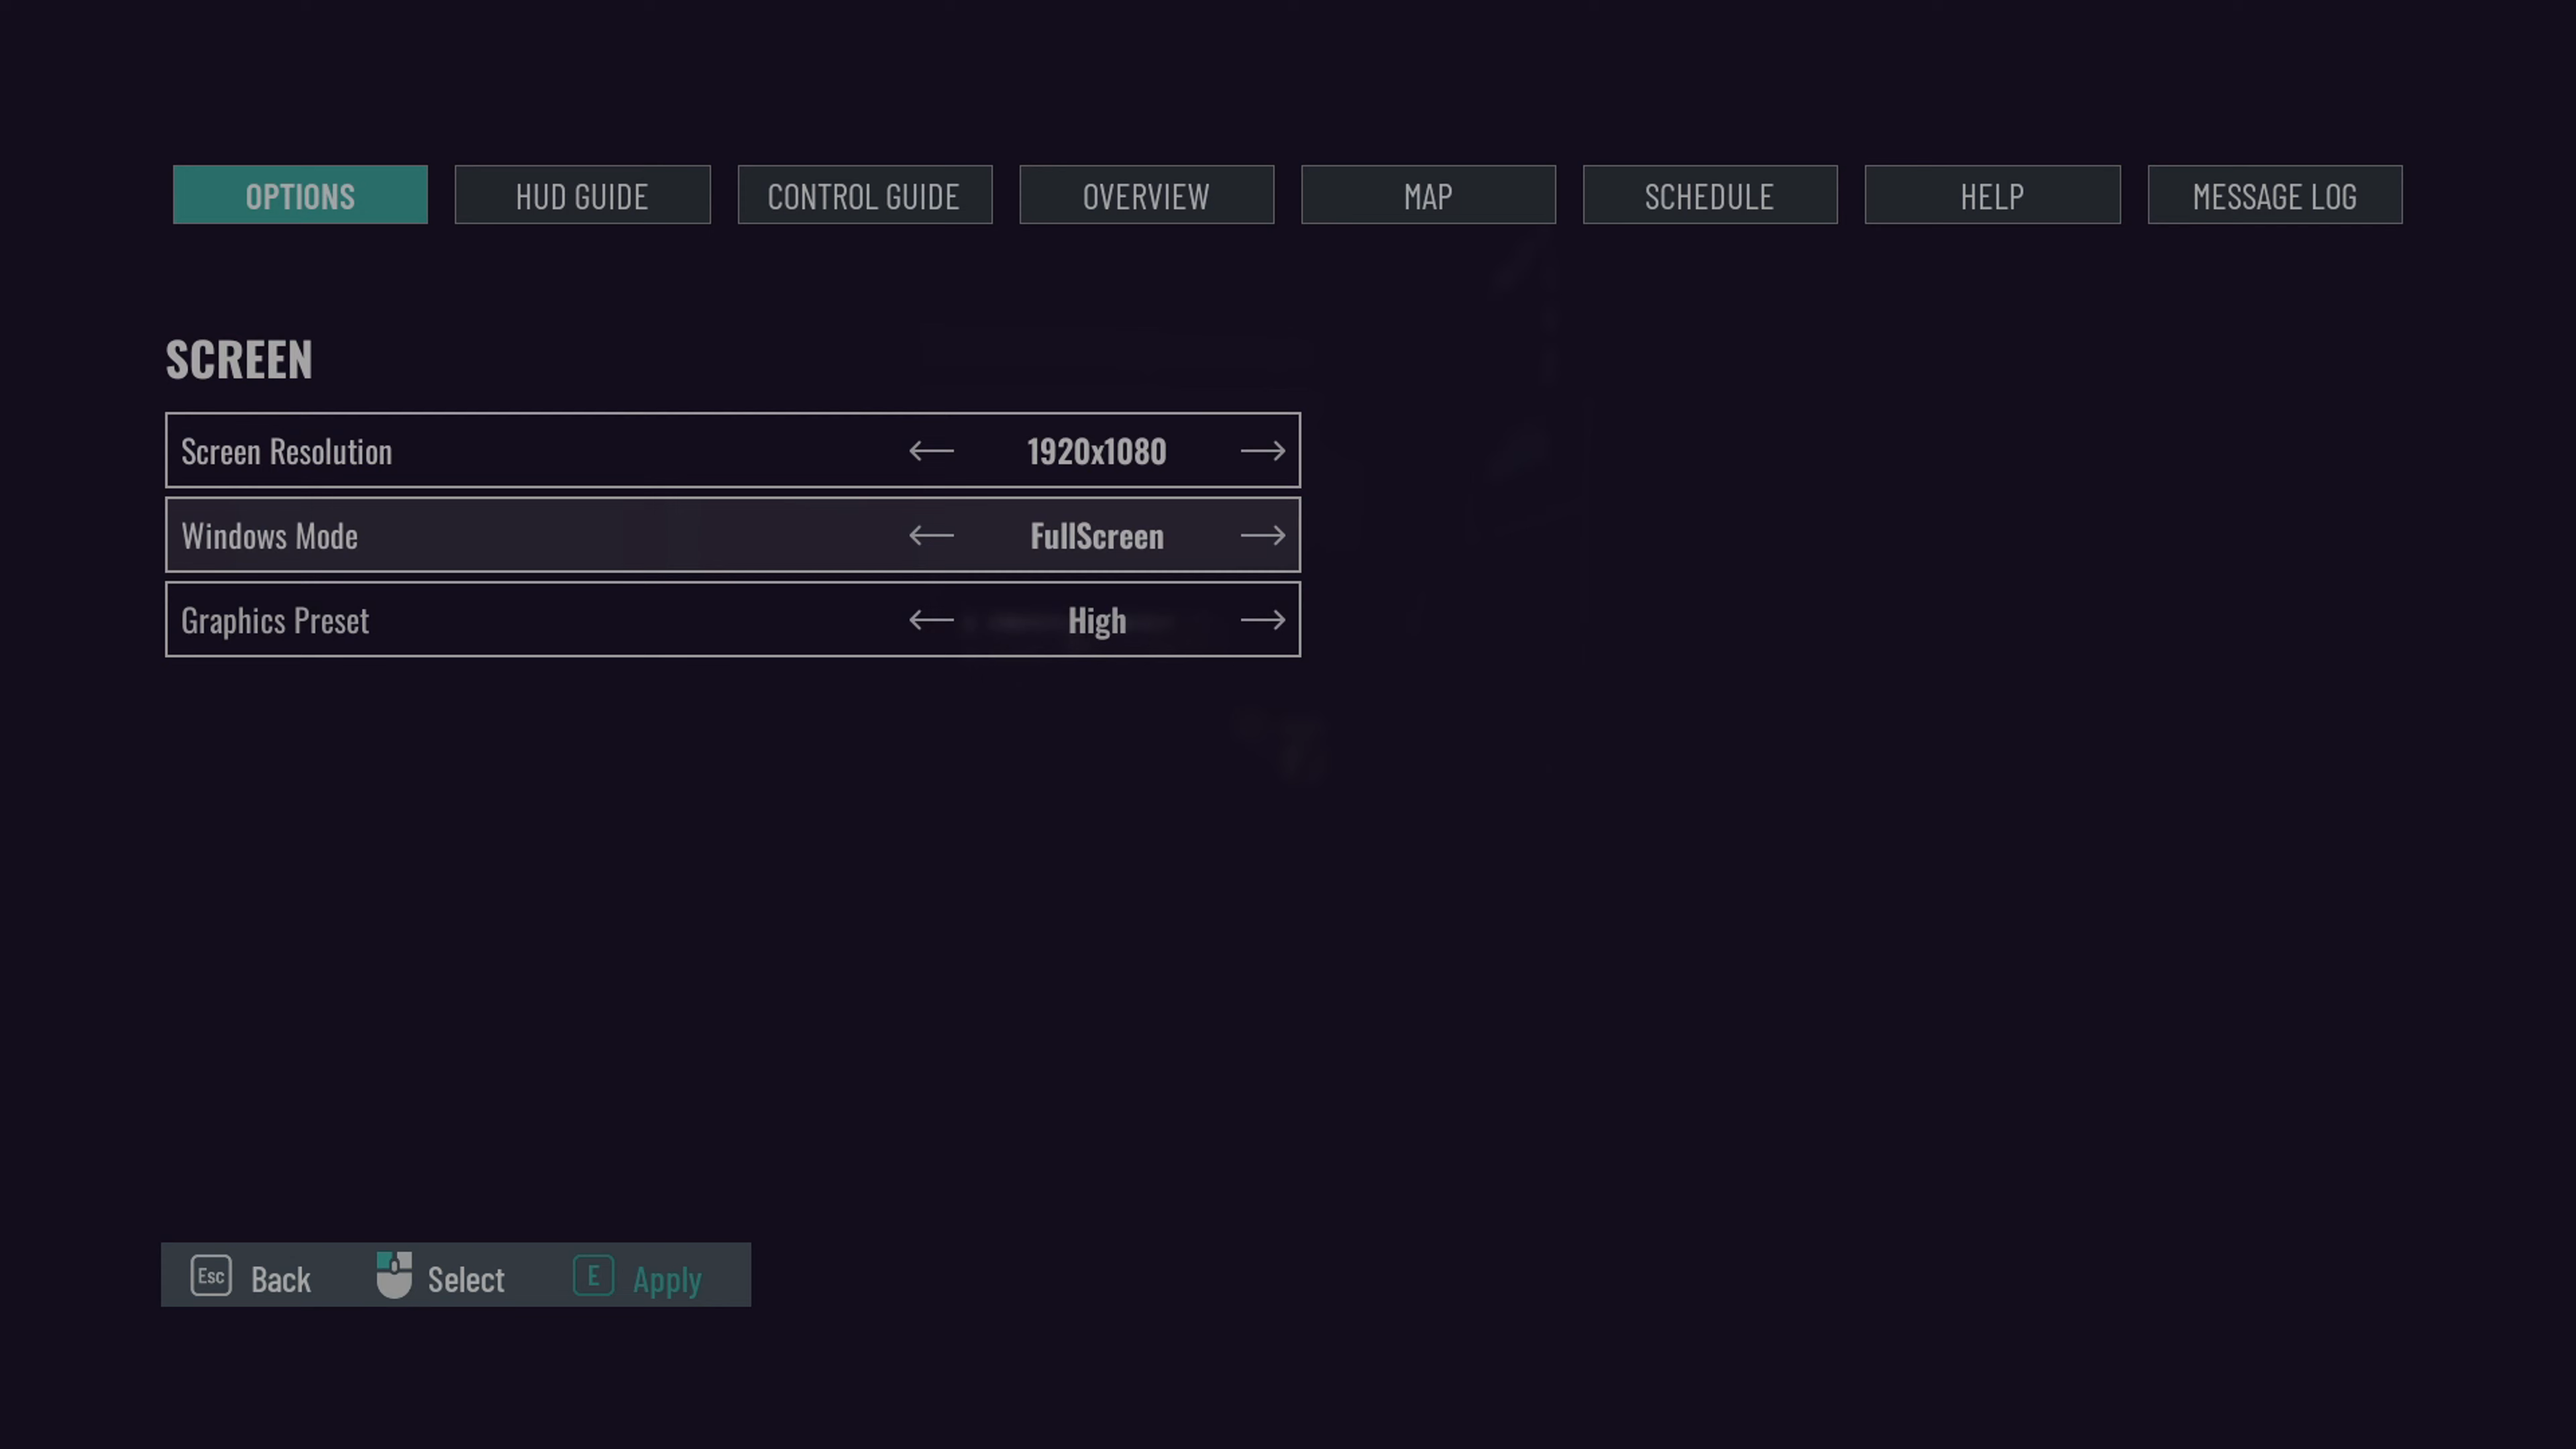 OPTIONS HUD GUIDE CONTROL GUIDE OVERVIEW MAP SCHEDULE HELP MESSAGE LOG
SCREEN
Screen Resolution 1920x1080
Windows Mode FullScreen
Graphics Preset High
Esc Back Select E Apply